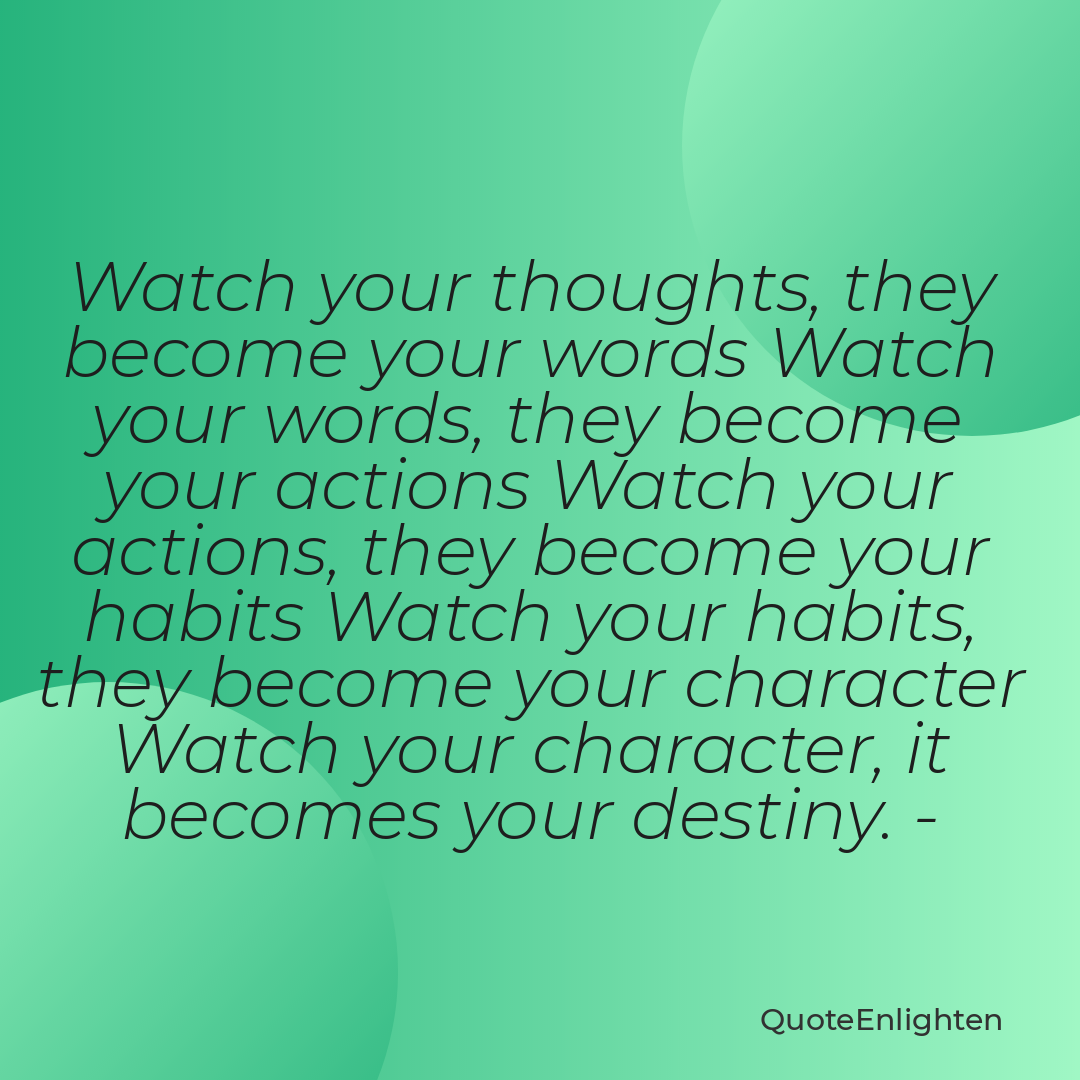 Watch your thoughts, they
become your words Watch
your words, they become
your actions Watch your
actions, they become your
habits Watch your habits,
they become your character
Watch your character, it
becomes your destiny. -
QuoteEnlighten